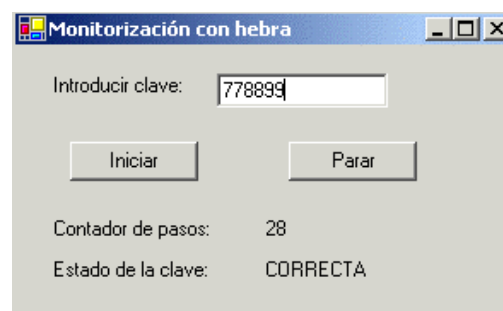 Monitorización con hebra
Introducir clave: 778899
Iniciar Parar
Contador de pasos: 28
Estado de la clave: CORRECTA